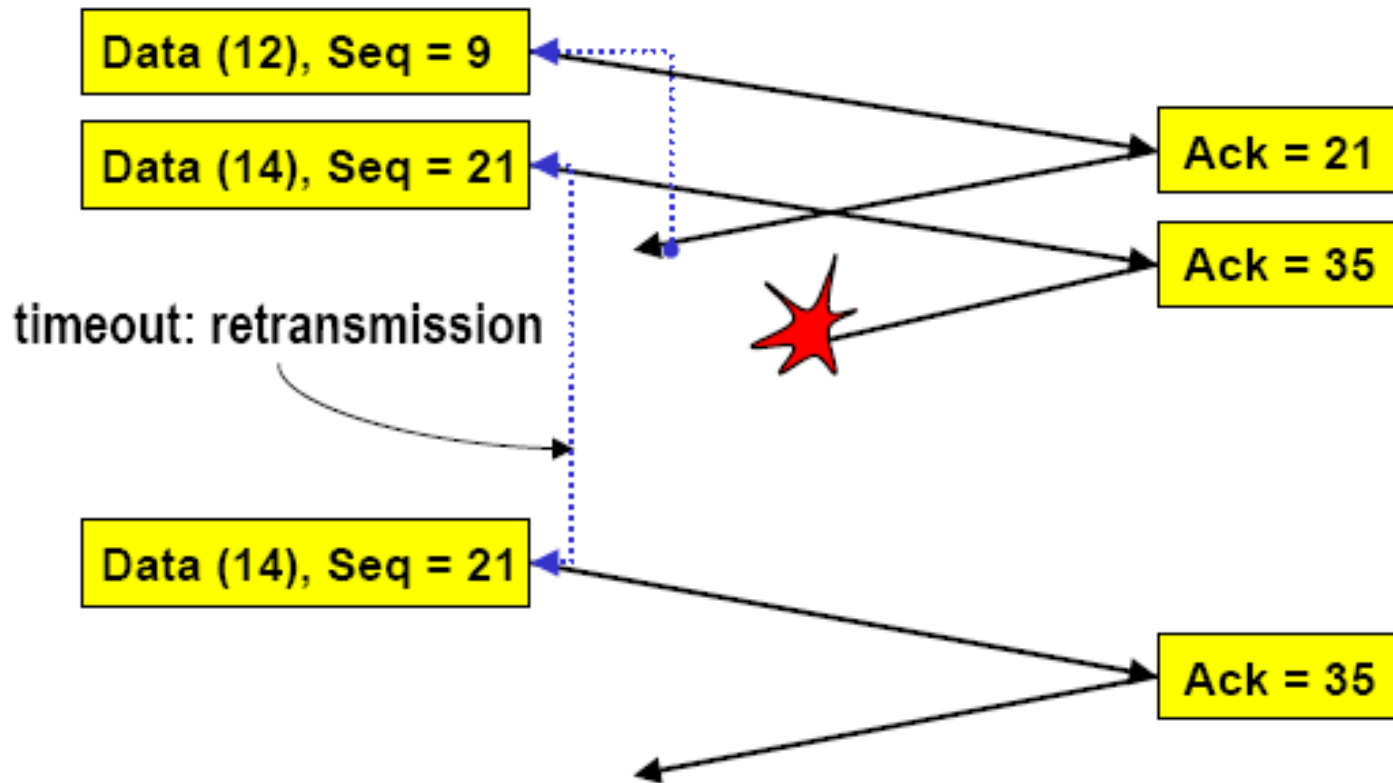 Data (12), Seq = 9
Ack = 21
Data (14), Seq = 21
Ack = 35
timeout: retransmission
Data (14), Seq = 21
Ack = 35